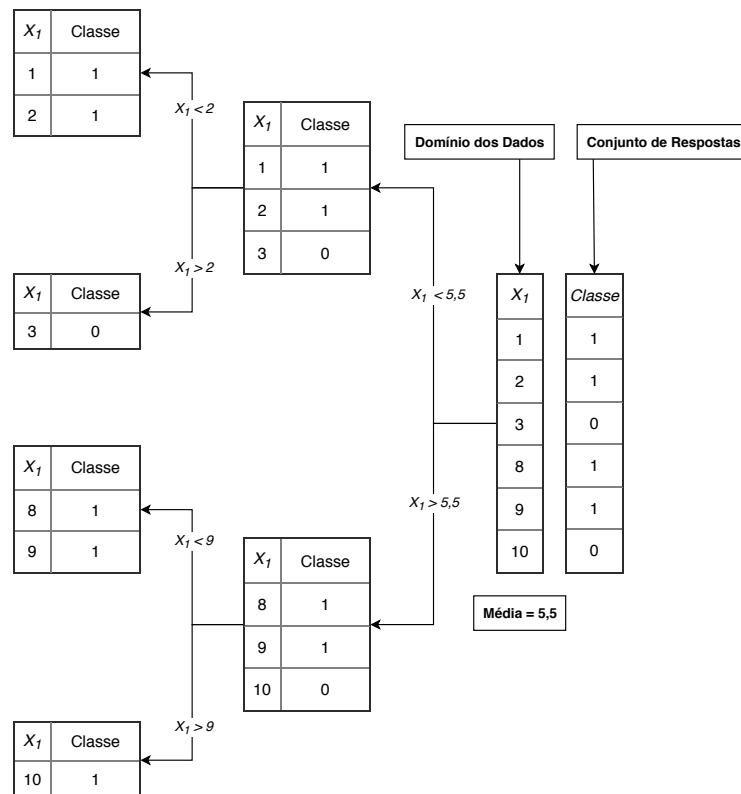 X1 Classe
1 1
2 1
X1 < 2
X1 Classe
1 1
2 1
3 0
X1 > 2
X1 Classe
3 0
Domínio dos Dados
Conjunto de Respostas
X1 < 5,5
X1 Classe
1 1
2 1
3 0
8 1
9 1
10 0
X1 > 5,5
Média = 5,5
X1 Classe
8 1
9 1
X1 < 9
X1 Classe
8 1
9 1
10 0
X1 > 9
X1 Classe
10 1